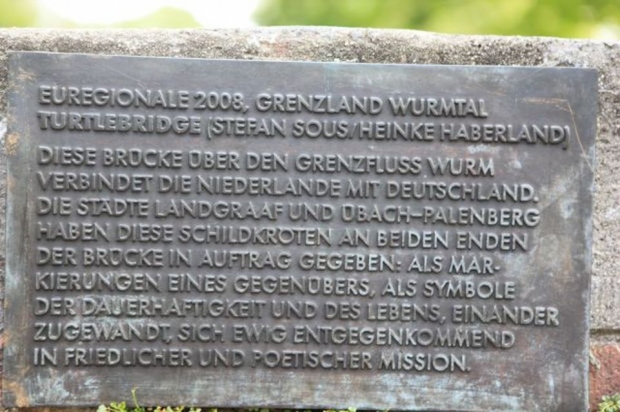 EUREGIONALE 2008, GRENZLAND WURMTAL
TURTLEBRIDGE (STEFAN SOUS/HEINKE HABERLAND)
DIESE BRÜCKE ÜBER DEN GRENZFLUSS WURM
VERBINDET DIE NIEDERLANDE MIT DEUTSCHLAND.
DIE STÄDTE LANDGRAAF UND ÜBACH-PALENBERG
HABEN DIESE SCHILDKRÖTEN AN BEIDEN ENDEN
DER BRÜCKE IN AUFTRAG GEGEBEN: ALS MAR-
KIERUNGEN EINES GEGENÜBERS, ALS SYMBOLE
DER DAUERHAFTIGKEIT UND DES LEBENS, EINANDER
ZUGEWANDT, SICH EWIG ENTGEGENKOMMEND
IN FRIEDLICHER UND POETISCHER MISSION.